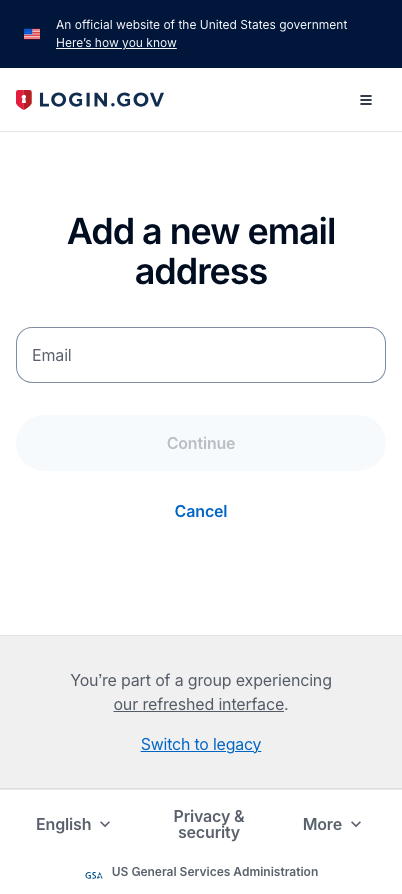 An official website of the United States government
Here’s how you know
LOGIN.GOV
Add a new email
address
Email
Continue
Cancel
You’re part of a group experiencing
our refreshed interface.
Switch to legacy
English
Privacy &
security
More
GSA US General Services Administration